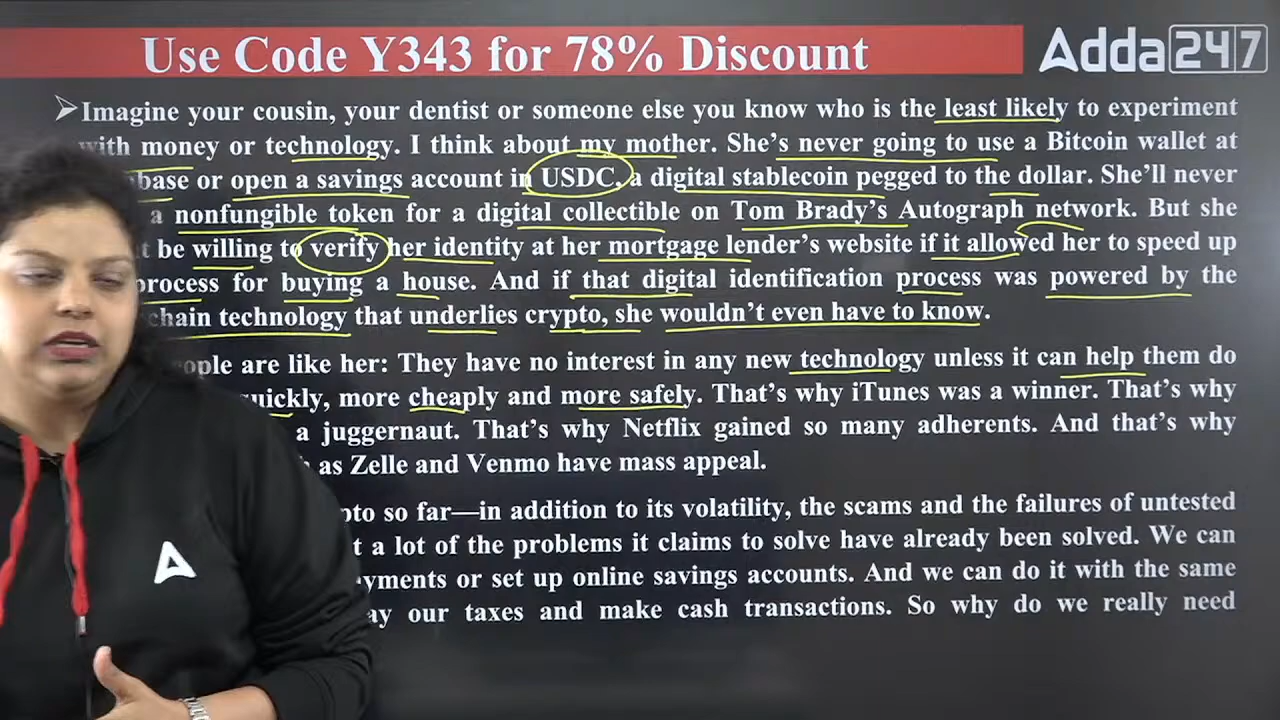 Use Code Y343 for 78% Discount
Adda247
Imagine your cousin, your dentist or someone else you know who is the least likely to experiment
with money or technology. I think about my mother. She's never going to use a Bitcoin wallet at
or open a savings account in USDC, a digital stablecoin pegged to the dollar. She'll never
a nonfungible token for a digital collectible on Tom Brady's Autograph network. But she
be willing to verify her identity at her mortgage lender's website if it allowed her to speed up
process for buying a house. And if that digital identification process was powered by the
technology that underlies crypto, she wouldn't even have to know.
are like her: They have no interest in any new technology unless it can help them do
more cheaply and more safely. That's why iTunes was a winner. That's why
a juggernaut. That's why Netflix gained so many adherents. And that's why
as Zelle and Venmo have mass appeal.
so far—in addition to its volatility, the scams and the failures of untested
a lot of the problems it claims to solve have already been solved. We can
or set up online savings accounts. And we can do it with the same
our taxes and make cash transactions. So why do we really need